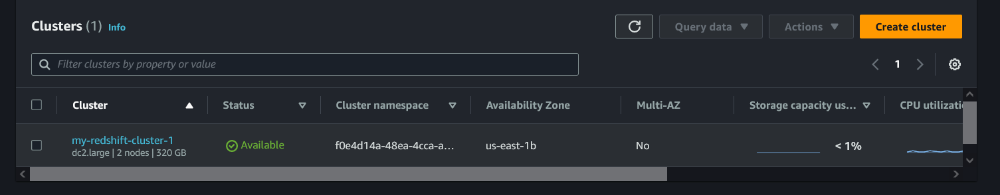 Clusters (1) Info
Query data
Actions
Create cluster
Filter clusters by property or value
1
Cluster Status Cluster namespace Availability Zone Multi-AZ Storage capacity us... CPU utilizatio
my-redshift-cluster-1 Available f0e4d14a-48ea-4cca-a... us-east-1b No < 1%
dc2.large | 2 nodes | 320 GB